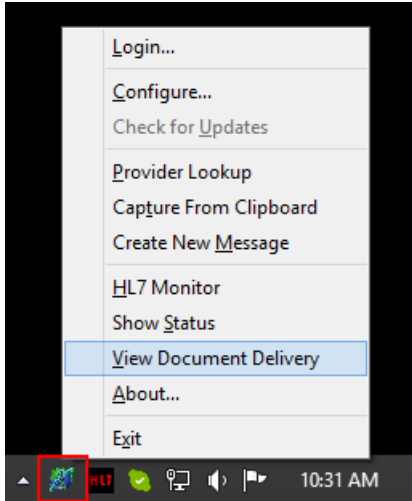 Login...
Configure...
Check for Updates
Provider Lookup
Capture From Clipboard
Create New Message
HL7 Monitor
Show Status
View Document Delivery
About...
Exit
HL7 10:31 AM